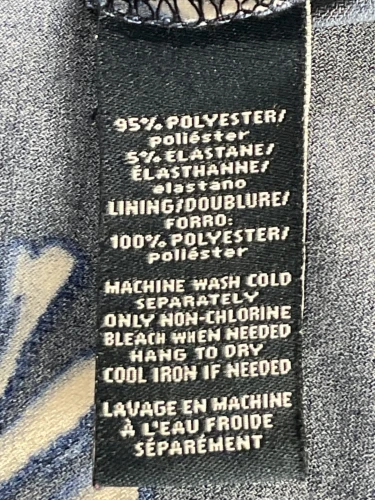 95% POLYESTER/
poliéster
5% ELASTANE/
ÉLASTHANNE/
elastano
LINING/DOUBLURE/
FORRO:
100% POLYESTER/
poliéster
MACHINE WASH COLD
SEPARATELY
ONLY NON-CHLORINE
BLEACH WHEN NEEDED
HANG TO DRY
COOL IRON IF NEEDED
LAVAGE EN MACHINE
À L'EAU FROIDE
SÉPARÉMENT